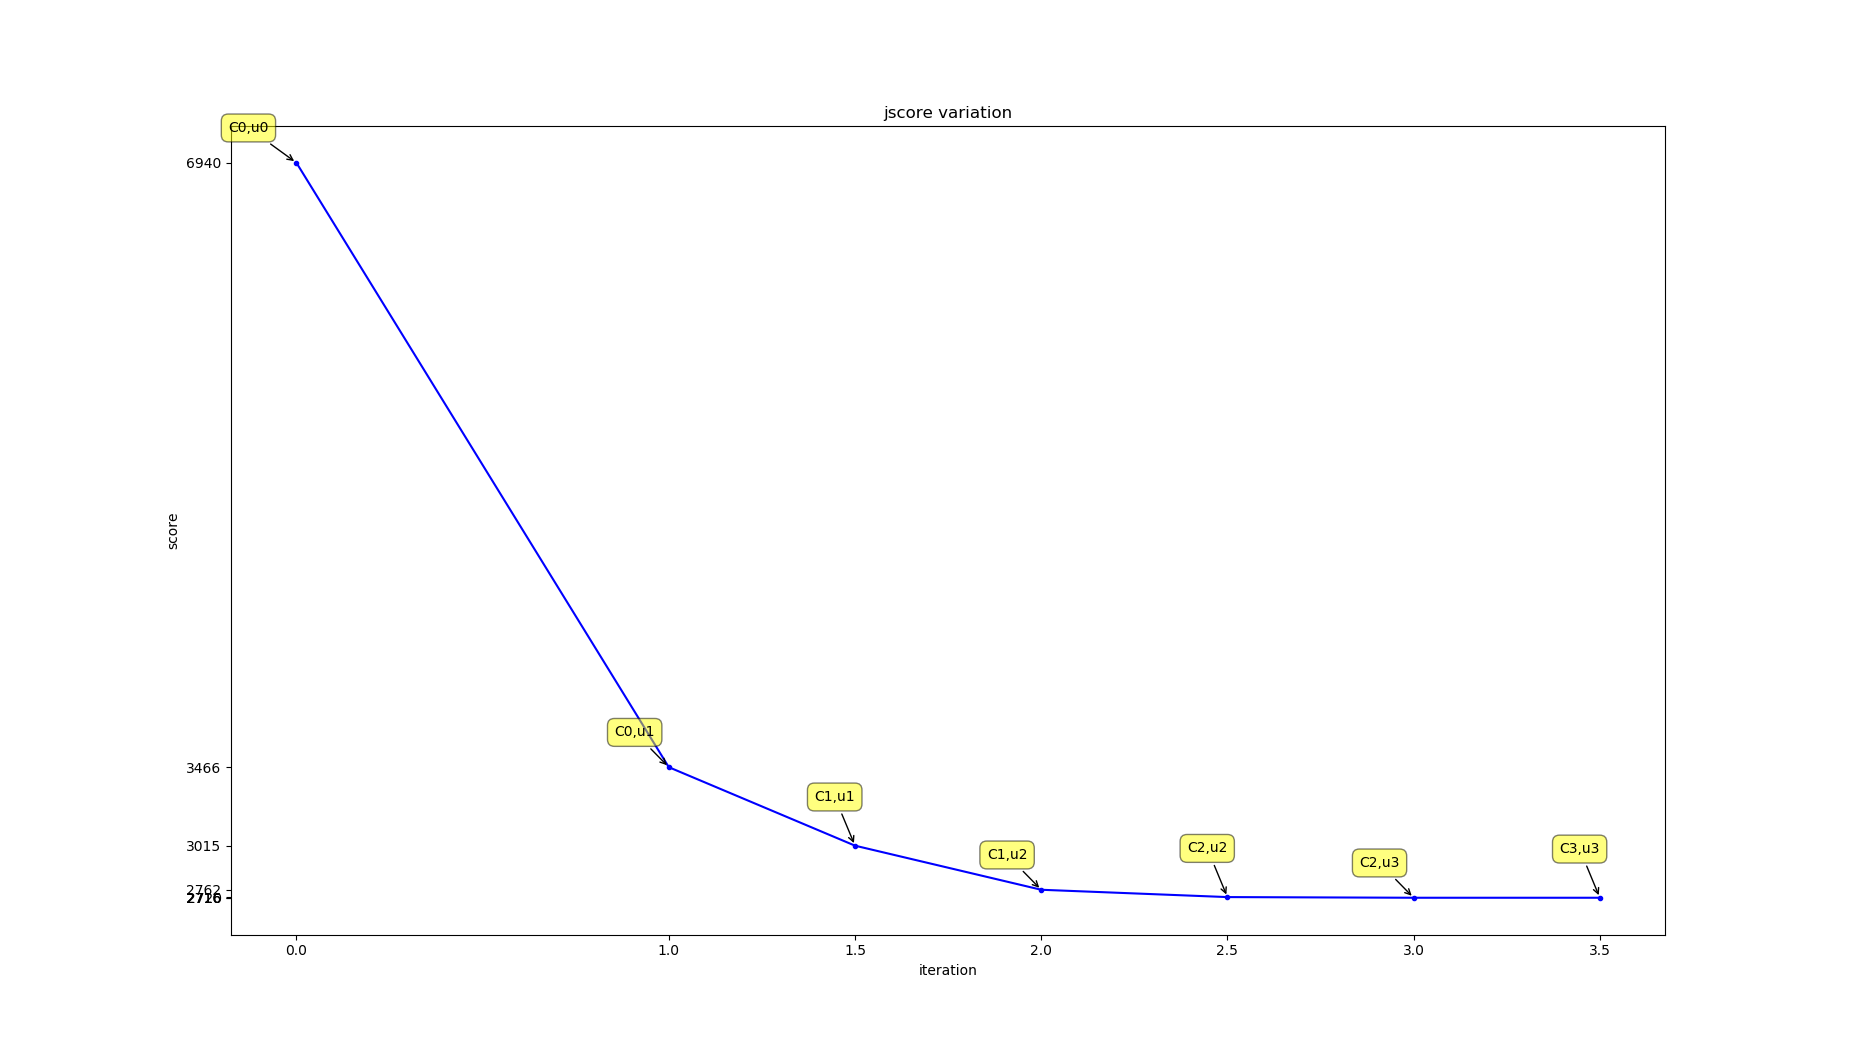 jscore variation
C0,u0
6940
score
C0,u1
3466
C1,u1
3015
C1,u2
C2,u2
C2,u3
C3,u3
2762
0.0
1.0
1.5
2.0
2.5
3.0
3.5
iteration